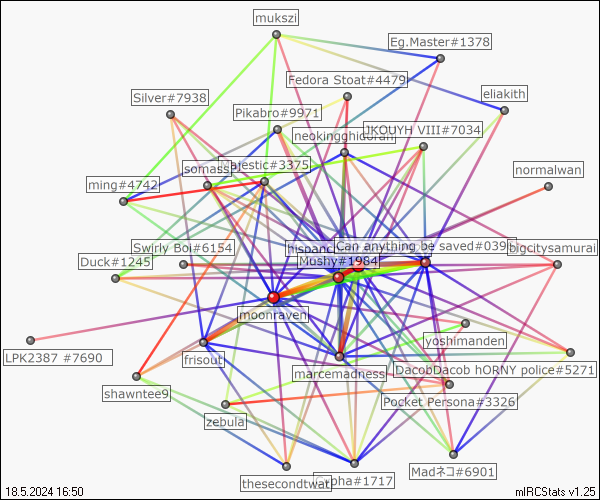 mukszi
Eg.Master#1378
Fedora Stoat#4479
eliakith
Silver#7938
Pikabro#9971
neokingghidorah
JKOUYH VIII#7034
somass
ajestic#3375
normalwan
ming#4742
Swirly Boi#6154
hispanc
Can anything be saved#039
bigcitysamurai
Duck#1245
Mushy#1984
moonraven
yoshimanden
LPK2387 #7690
frisout
marcemadness
DacobDacob hORNY police#5271
shawntee9
Pocket Persona#3326
zebula
Madネコ#6901
thesecondtwat
pha#1717
18.5.2024 16:50
mIRCStats v1.25